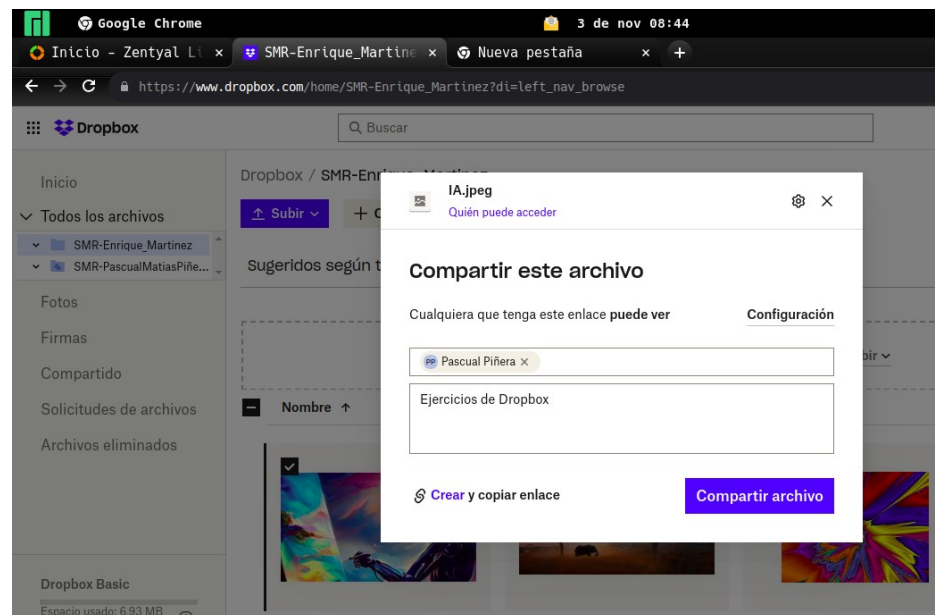 Google Chrome
3 de nov 08:44
Inicio - Zentyal Li
SMR-Enrique_Martine
Nueva pestaña
https://www.dropbox.com/home/SMR-Enrique_Martinez?di=left_nav_browse
Dropbox
Buscar
Inicio
Todos los archivos
SMR-Enrique_Martinez
SMR-PascualMatiasPiñe...
Fotos
Firmas
Compartido
Solicitudes de archivos
Archivos eliminados
Dropbox Basic
Espacio usado: 6,93 MB
Dropbox / SMR-Enrique_Martinez
Subir
Sugeridos según t
Nombre
IA.jpeg
Quién puede acceder
Compartir este archivo
Cualquiera que tenga este enlace puede ver
Configuración
PP Pascual Piñera
Ejercicios de Dropbox
Crear y copiar enlace
Compartir archivo